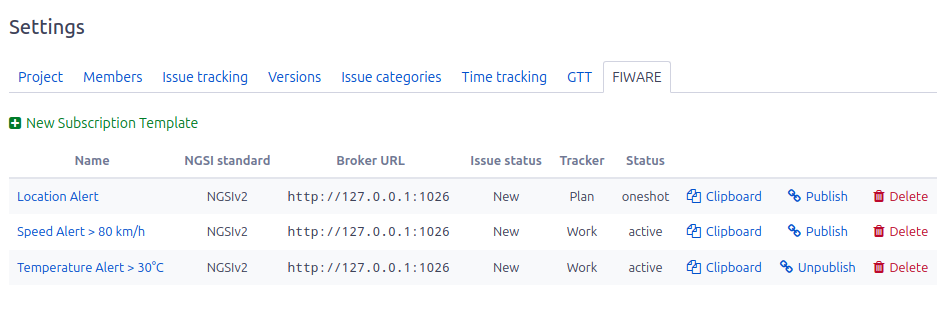 Settings
Project Members Issue tracking Versions Issue categories Time tracking GTT FIWARE
New Subscription Template
Name NGSI standard Broker URL Issue status Tracker Status
Location Alert NGSIv2 http://127.0.0.1:1026 New Plan oneshot Clipboard Publish Delete
Speed Alert > 80 km/h NGSIv2 http://127.0.0.1:1026 New Work active Clipboard Publish Delete
Temperature Alert > 30°C NGSIv2 http://127.0.0.1:1026 New Work active Clipboard Unpublish Delete